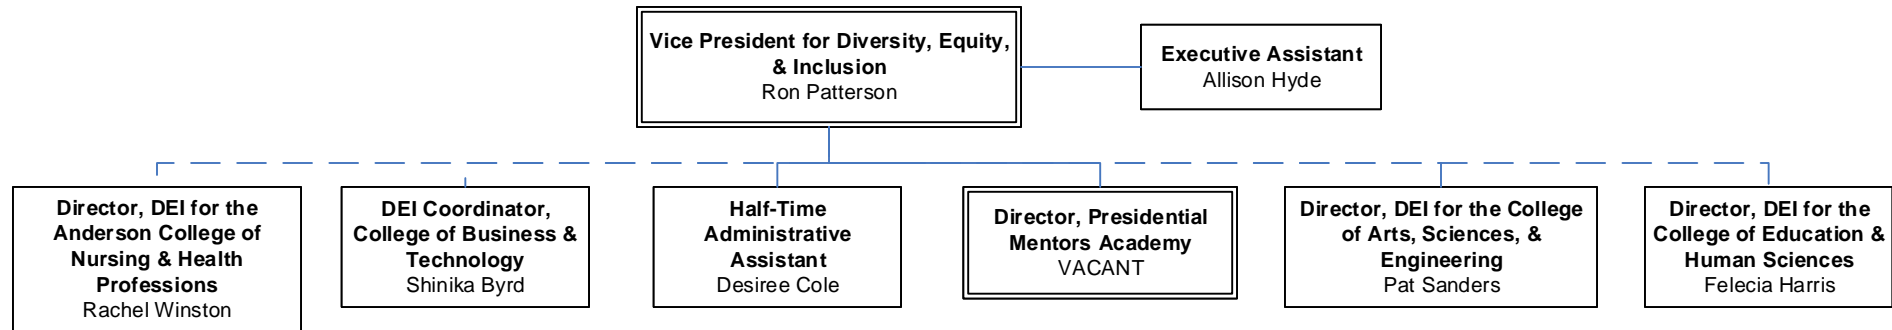 Vice President for Diversity, Equity,
& Inclusion
Ron Patterson
Executive Assistant
Allison Hyde
Director, DEI for the
Anderson College of
Nursing & Health
Professions
Rachel Winston
DEI Coordinator,
College of Business &
Technology
Shinika Byrd
Half-Time
Administrative
Assistant
Desiree Cole
Director, Presidential
Mentors Academy
VACANT
Director, DEI for the College
of Arts, Sciences, &
Engineering
Pat Sanders
Director, DEI for the
College of Education &
Human Sciences
Felecia Harris